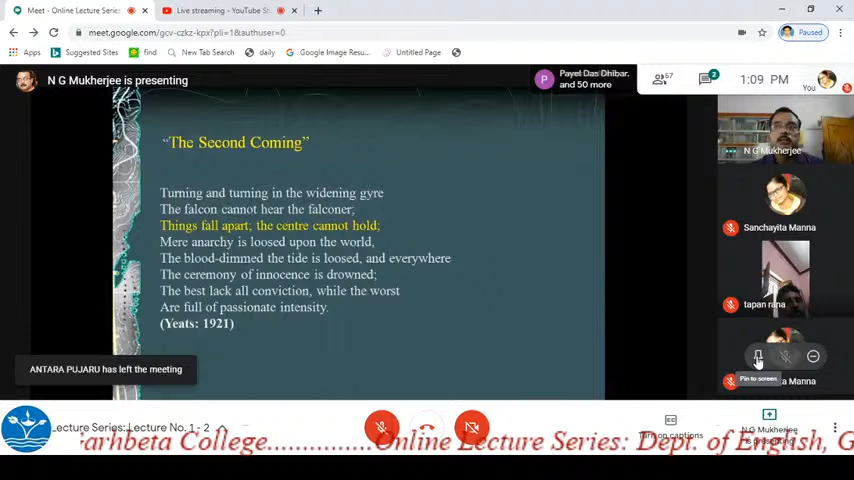 Meet - Online Lecture Series:
Live streaming - YouTube St
meet.google.com/gcv-czkz-kpx?pli=1&authuser=0
Paused
Apps
Suggested Sites
find
New Tab Search
daily
Google Image Resu...
Untitled Page
N G Mukherjee is presenting
P
Payel Das Dhibar.
and 50 more
57
2
1:09 PM
You
"The Second Coming"
Turning and turning in the widening gyre
The falcon cannot hear the falconer;
Things fall apart; the centre cannot hold;
Mere anarchy is loosed upon the world,
The blood-dimmed the tide is loosed, and everywhere
The ceremony of innocence is drowned;
The best lack all conviction, while the worst
Are full of passionate intensity.
(Yeats: 1921)
N G Mukherjee
Sanchayita Manna
tapan rana
Pin to screen
Manna
ANTARA PUJARU has left the meeting
Lecture Series: Lecture No. 1 - 2
Turn on captions
N G Mukherjee
is presenting
arhbeta College...............Online Lecture Series: Dept. of English, G